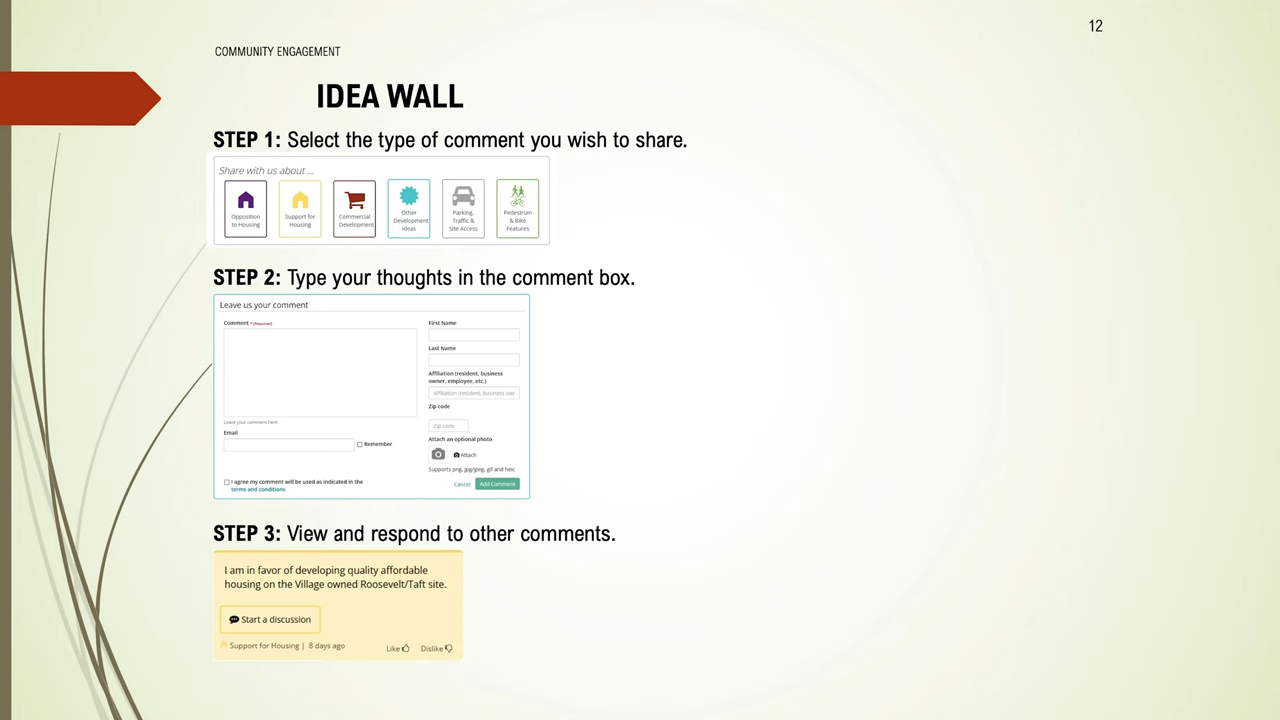 12
COMMUNITY ENGAGEMENT
IDEA WALL
STEP 1: Select the type of comment you wish to share.
Share with us about ...
Opposition
to Housing
Support for
Housing
Commercial
Development
Other
Development
Ideas
Parking,
Traffic &
Site Access
Pedestrian
& Bike
Features
STEP 2: Type your thoughts in the comment box.
Leave us your comment
Comment * (Required)
Leave your comment here
Email
Remember
I agree my comment will be used as indicated in the
terms and conditions
First Name
Last Name
Affiliation (resident, business
owner, employee, etc.)
Affiliation (resident, business owr
Zip code
Zip code
Attach an optional photo
Attach
Supports png, jpg/jpeg, gif and heic
Cancel Add Comment
STEP 3: View and respond to other comments.
I am in favor of developing quality affordable
housing on the Village owned Roosevelt/Taft site.
Start a discussion
Support for Housing | 8 days ago
Like Dislike